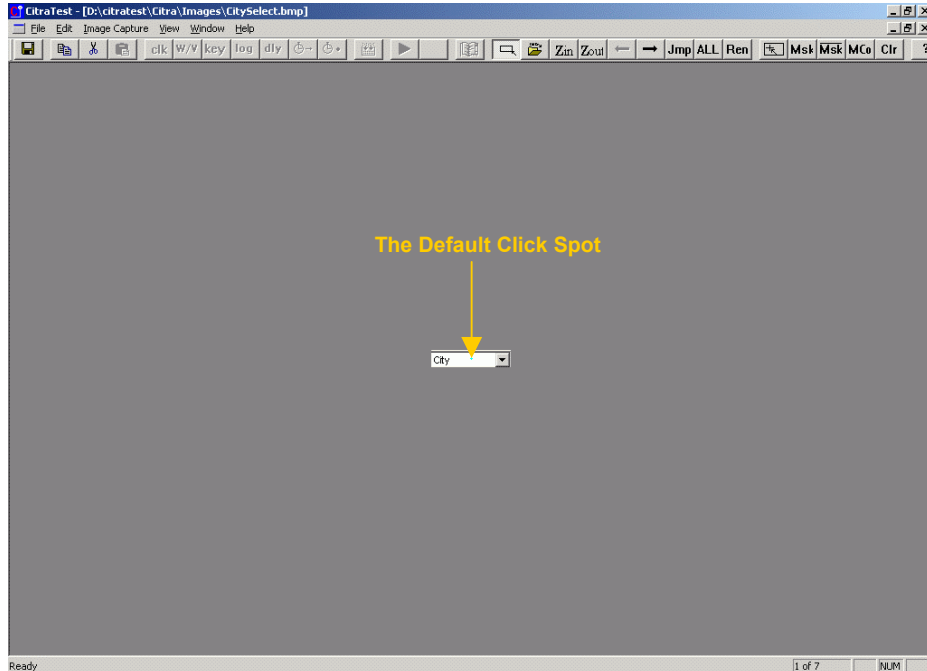 CitraTest - [D:\citratest\Citra\Images\CitySelect.bmp]
File Edit Image Capture View Window Help
clk W/V key log dly Zin Zout Jmp ALL Ren Msk Msk MCo Clr ?
The Default Click Spot
City
Ready 1 of 7 NUM